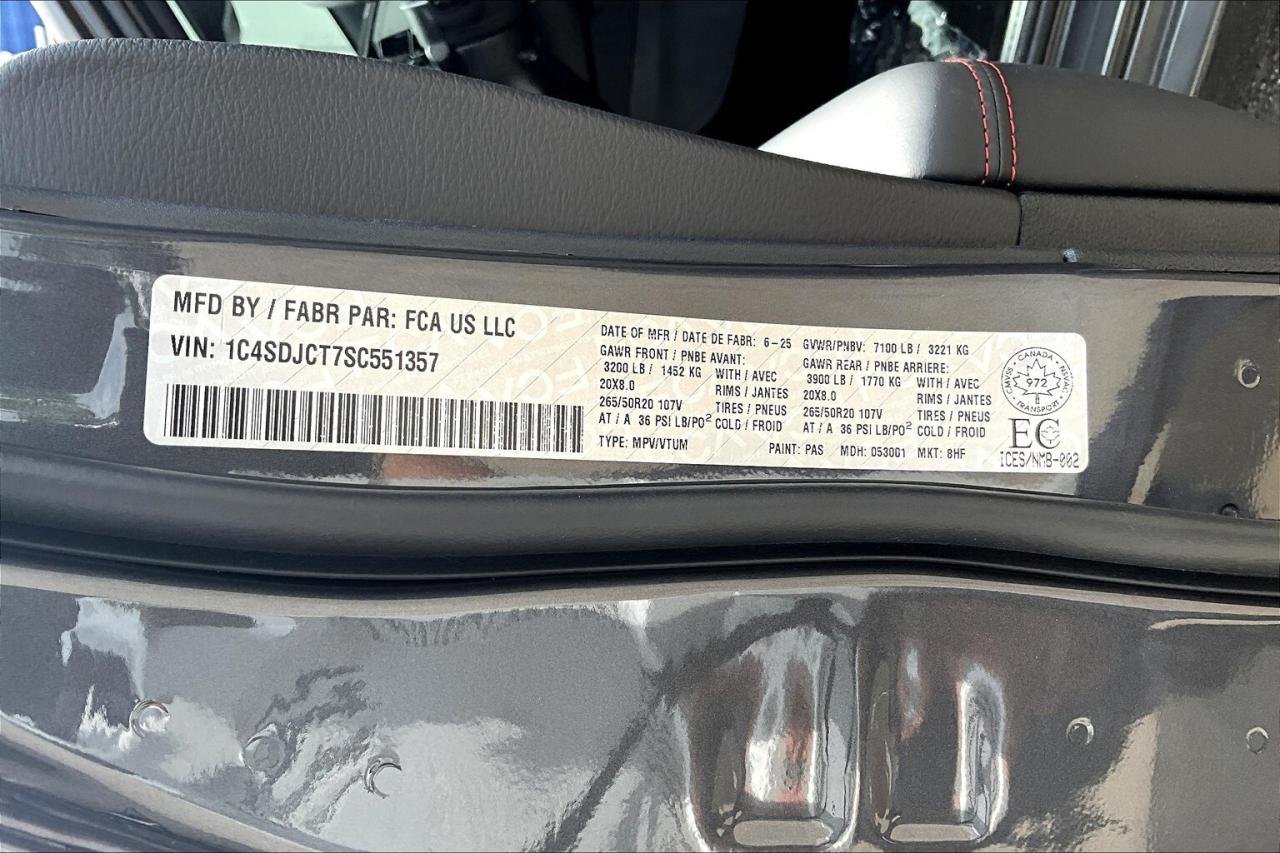 MFD BY / FABR PAR: FCA US LLC
VIN: 1C4SDJCT7SC551357
DATE OF MFR / DATE DE FABR: 6-25 GVWR/PNBV: 7100 LB / 3221 KG
GAWR FRONT / PNBE AVANT: GAWR REAR / PNBE ARRIERE:
3200 LB / 1452 KG WITH / AVEC 3900 LB / 1770 KG WITH / AVEC
20X8.0 RIMS / JANTES 20X8.0 RIMS / JANTES
265/50R20 107V TIRES / PNEUS 265/50R20 107V TIRES / PNEUS
AT / A 36 PSI LB/PO² COLD / FROID AT / A 36 PSI LB/PO² COLD / FROID
TYPE: MPV/VTUM PAINT: PAS MDH: 053001 MKT: 8HF
CANADA
CMVSS NSVAC
972
TRANSPORT
EC
ICES/NMB-002